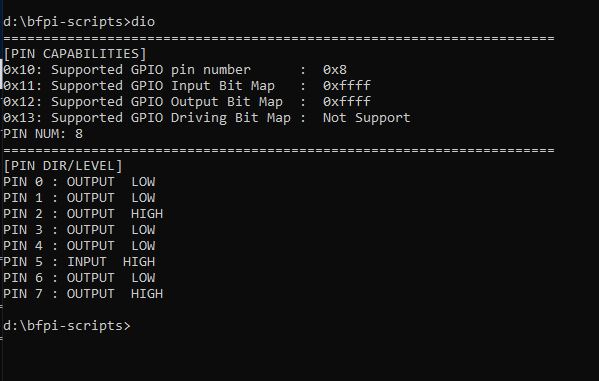 d:\bfpi-scripts>dio
=====================================================================
[PIN CAPABILITIES]
0x10: Supported GPIO pin number      :  0x8
0x11: Supported GPIO Input Bit Map   :  0xffff
0x12: Supported GPIO Output Bit Map  :  0xffff
0x13: Supported GPIO Driving Bit Map :  Not Support
PIN NUM: 8
=====================================================================
[PIN DIR/LEVEL]
PIN 0 : OUTPUT  LOW
PIN 1 : OUTPUT  LOW
PIN 2 : OUTPUT  HIGH
PIN 3 : OUTPUT  LOW
PIN 4 : OUTPUT  LOW
PIN 5 : INPUT  HIGH
PIN 6 : OUTPUT  LOW
PIN 7 : OUTPUT  HIGH
d:\bfpi-scripts>